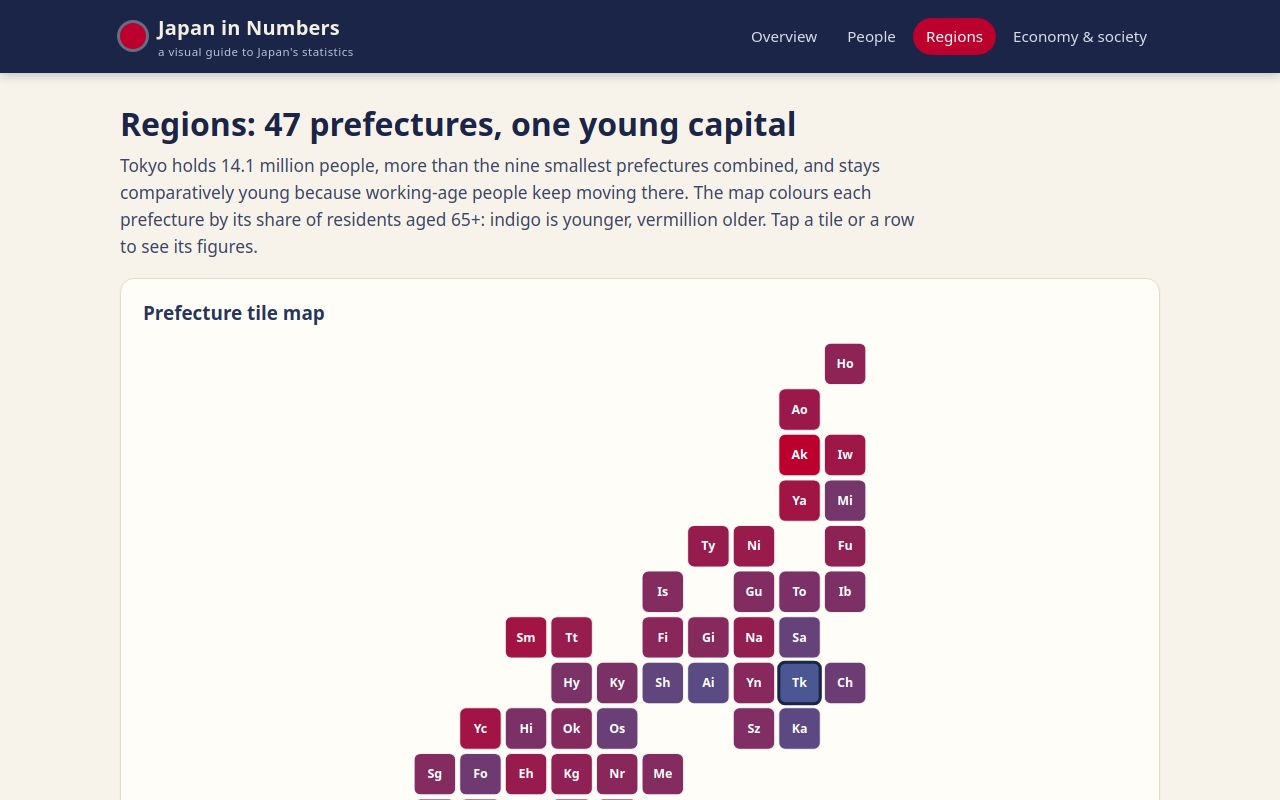 Japan in Numbers
a visual guide to Japan's statistics
Overview
People
Regions
Economy & society
Regions: 47 prefectures, one young capital
Tokyo holds 14.1 million people, more than the nine smallest prefectures combined, and stays
comparatively young because working-age people keep moving there. The map colours each
prefecture by its share of residents aged 65+: indigo is younger, vermillion older. Tap a tile or a row
to see its figures.
Prefecture tile map
Ho
Ao
Ak Iw
Ya Mi
Ty Ni Fu
Is Gu To Ib
Sm Tt Fi Gi Na Sa
Hy Ky Sh Ai Yn Tk Ch
Yc Hi Ok Os Sz Ka
Sg Fo Eh Kg Nr Me